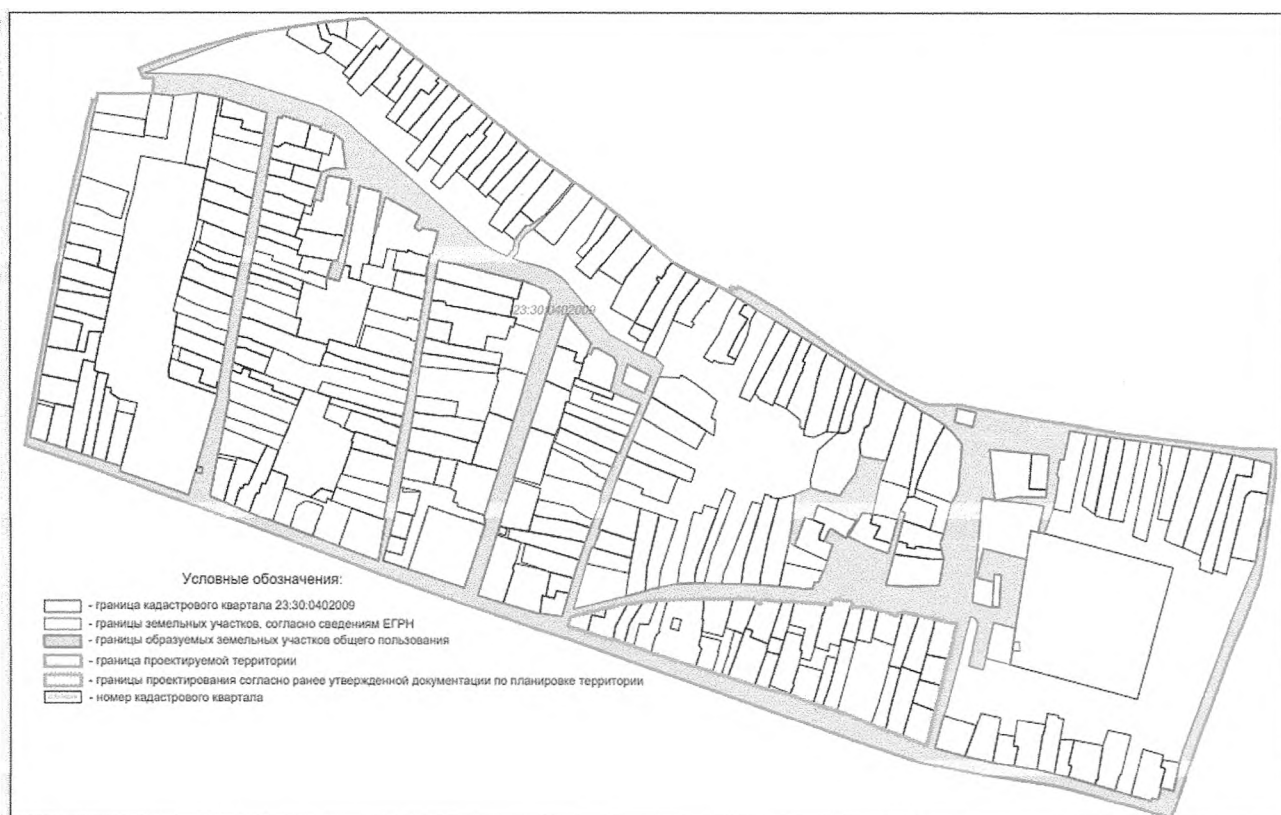 23:30:0402009
Условные обозначения:
- граница кадастрового квартала 23:30:0402009
- границы земельных участков, согласно сведениям ЕГРН
- границы образуемых земельных участков общего пользования
- граница проектируемой территории
- границы проектирования согласно ранее утвержденной документации по планировке территории
- номер кадастрового квартала